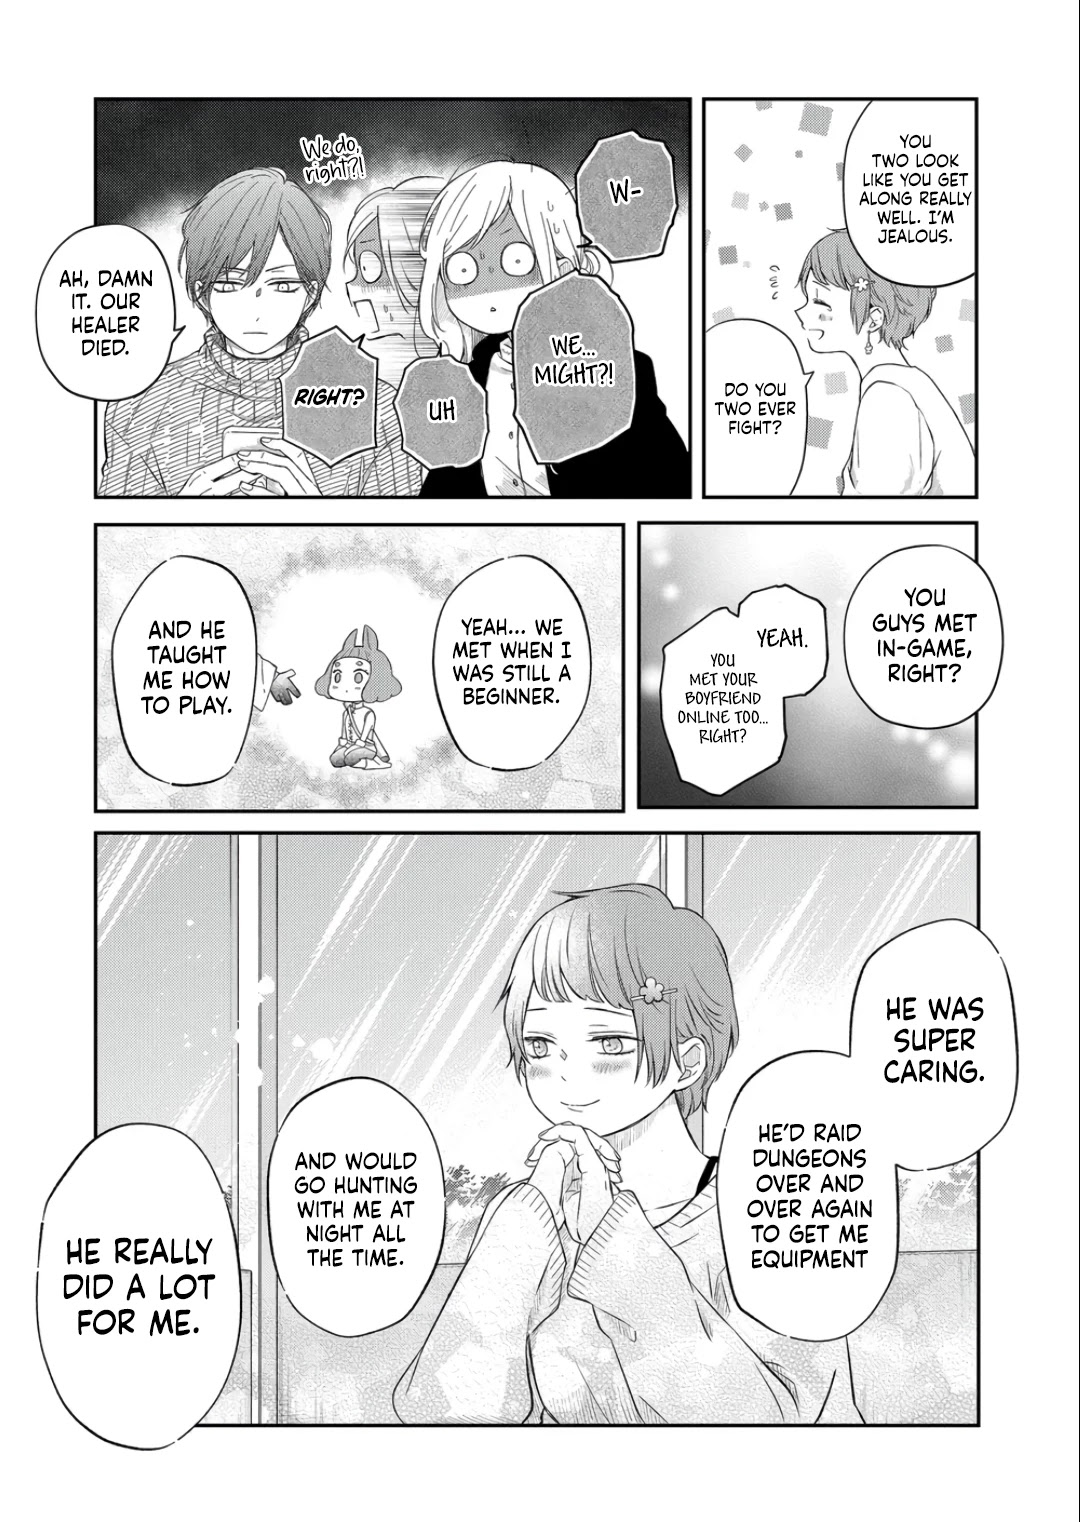 YOU
TWO LOOK
LIKE YOU GET
ALONG REALLY
WELL. I'M
JEALOUS.
DO YOU
TWO EVER
FIGHT?
W-
WE...
MIGHT?!
UH
RIGHT?
We do,
right?!
AH, DAMN
IT. OUR
HEALER
DIED.
YOU
GUYS MET
IN-GAME,
RIGHT?
YEAH.
YOU
MET YOUR
BOYFRIEND
ONLINE TOO...
RIGHT?
YEAH... WE
MET WHEN I
WAS STILL A
BEGINNER.
AND HE
TAUGHT
ME HOW
TO PLAY.
HE WAS
SUPER
CARING.
HE'D RAID
DUNGEONS
OVER AND
OVER AGAIN
TO GET ME
EQUIPMENT
AND WOULD
GO HUNTING
WITH ME AT
NIGHT ALL
THE TIME.
HE REALLY
DID A LOT
FOR ME.